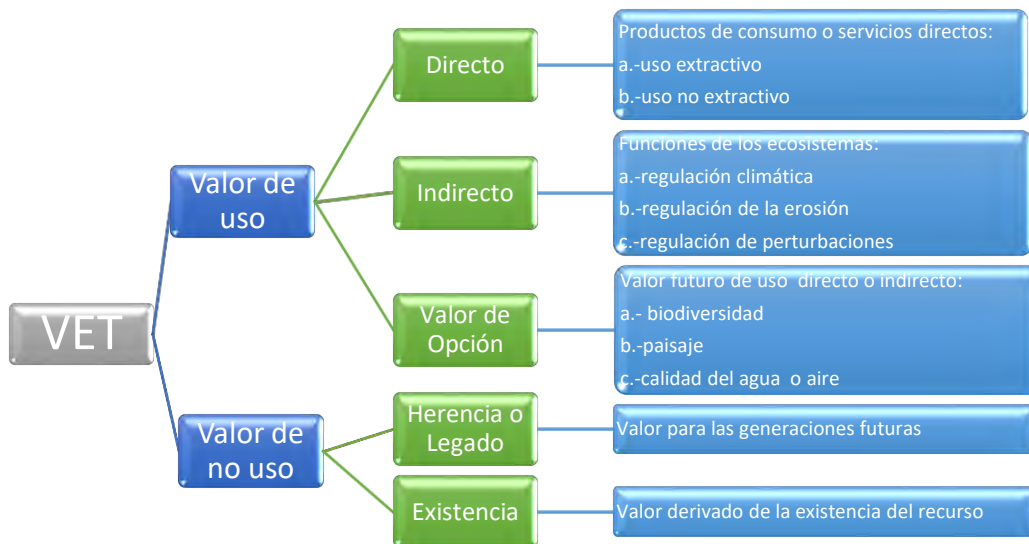 VET
Valor de
uso
Directo
Productos de consumo o servicios directos:
a.-uso extractivo
b.-uso no extractivo
Indirecto
Funciones de los ecosistemas:
a.-regulación climática
b.-regulación de la erosión
c.-regulación de perturbaciones
Valor de
Opción
Valor futuro de uso directo o indirecto:
a.- biodiversidad
b.-paisaje
c.-calidad del agua o aire
Valor de
no uso
Herencia o
Legado
Valor para las generaciones futuras
Existencia
Valor derivado de la existencia del recurso